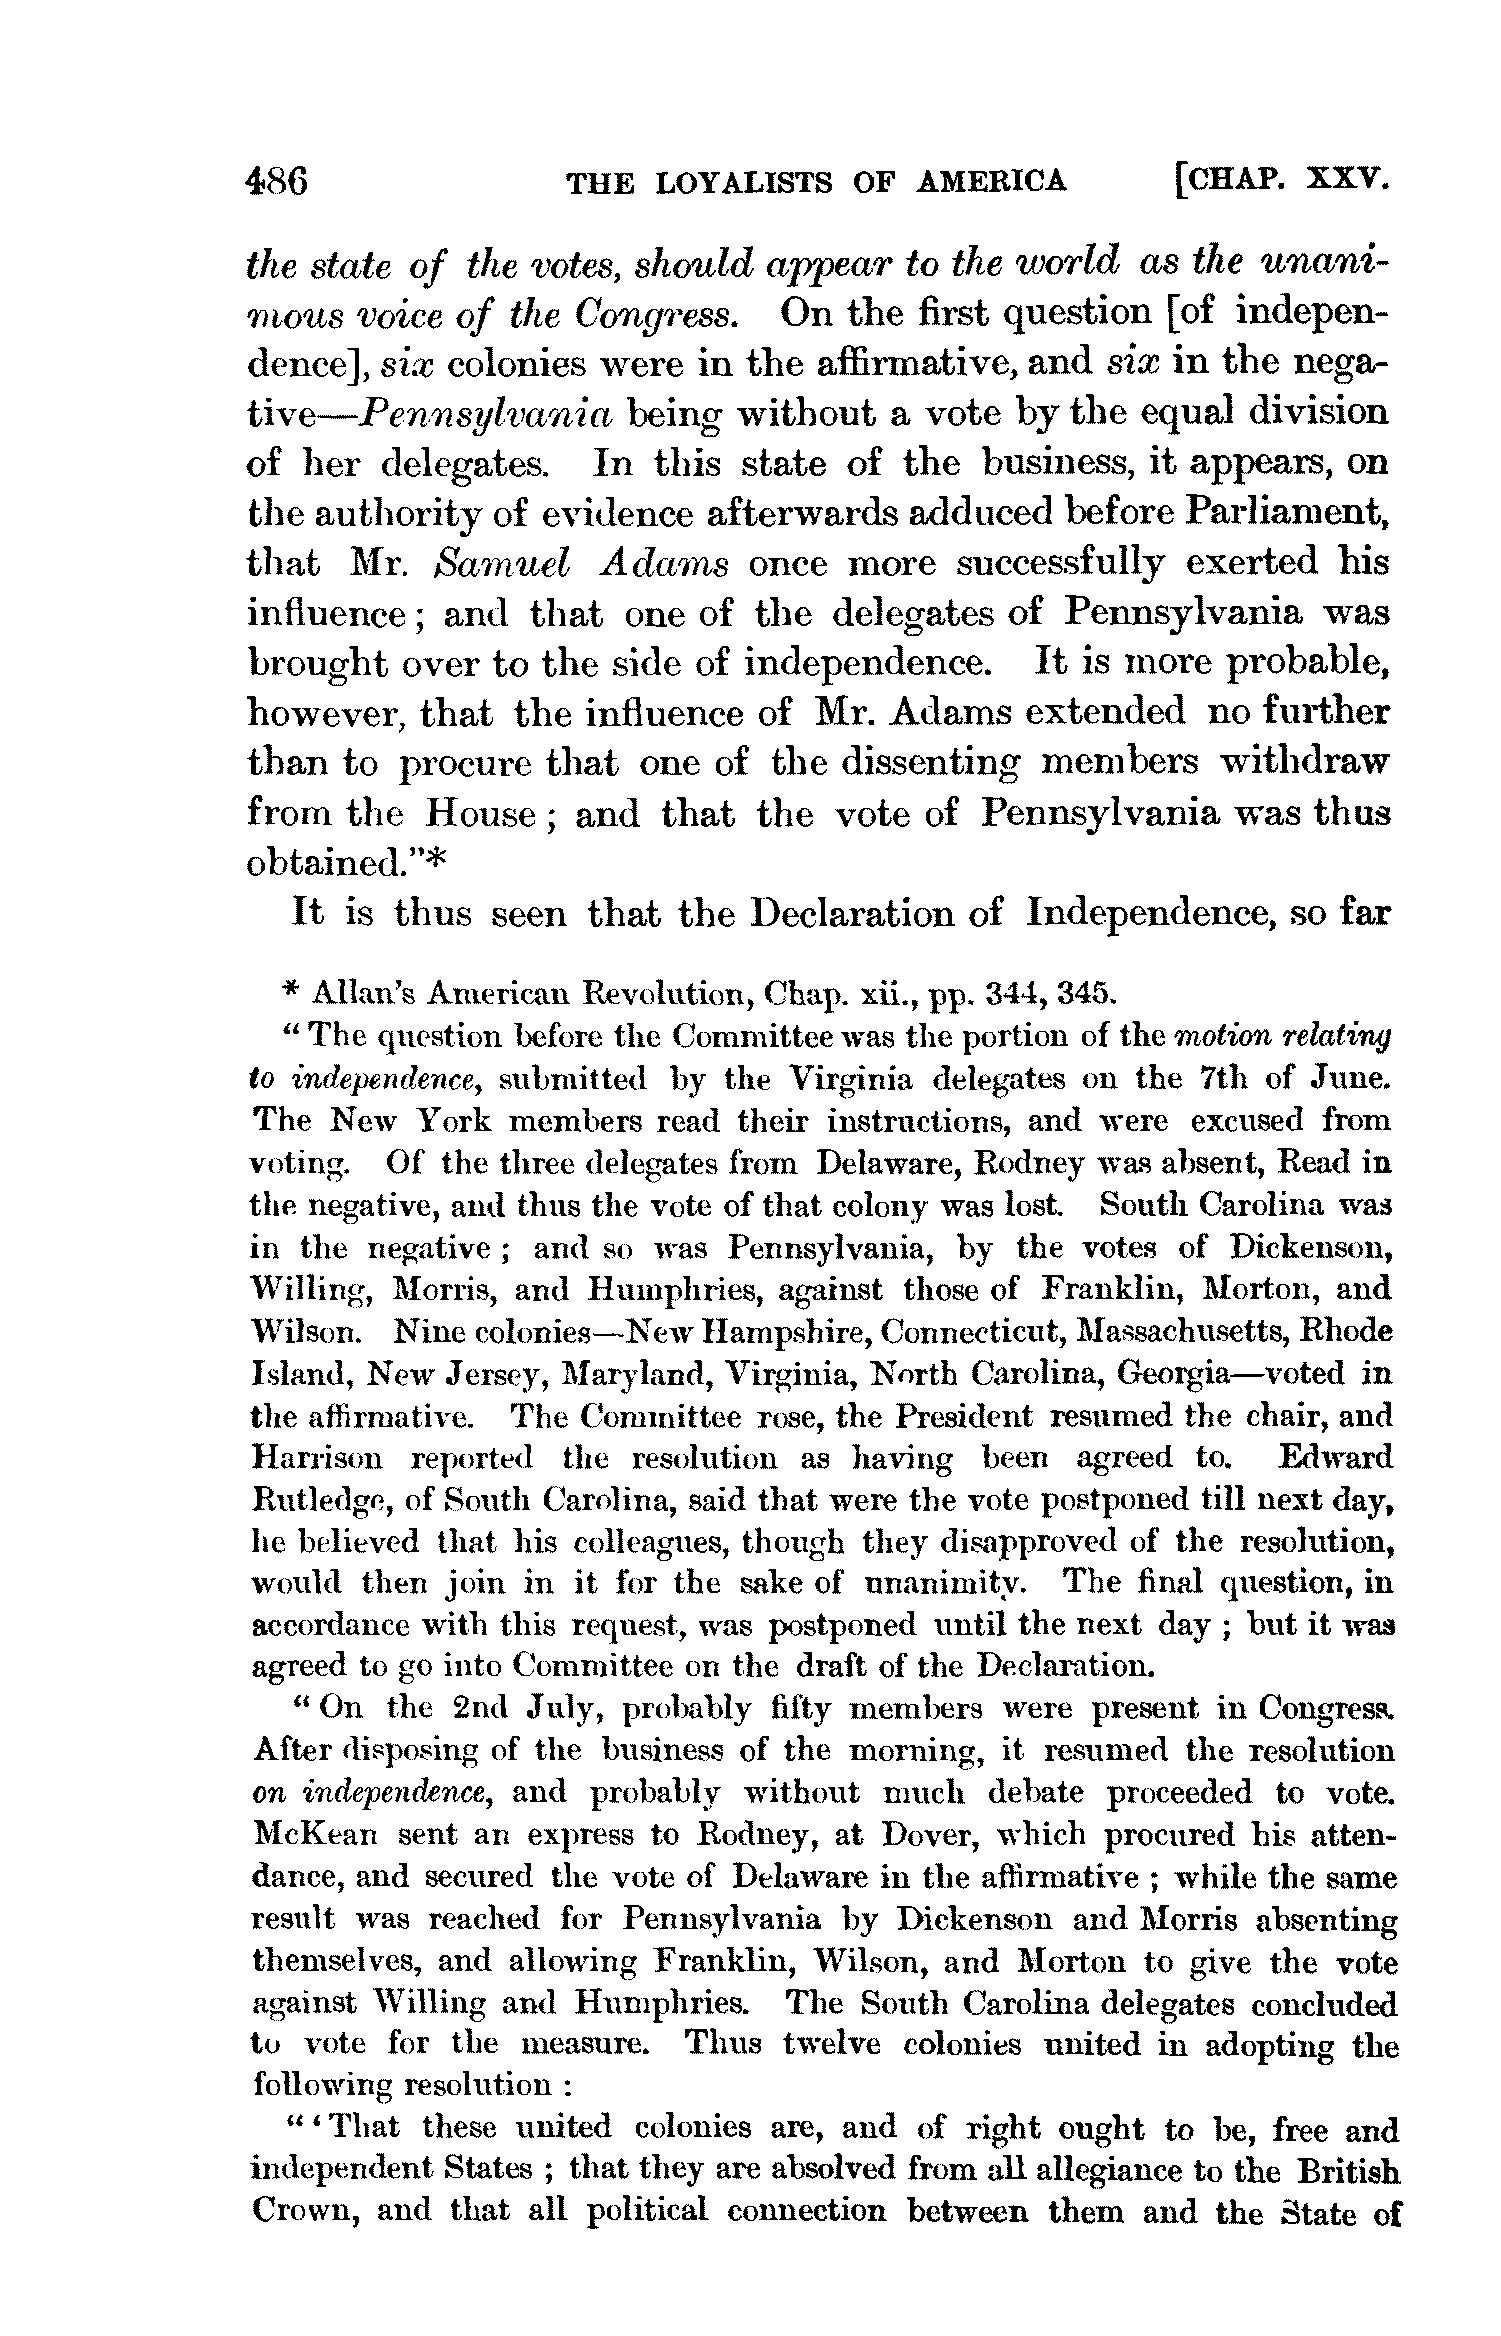 486 THE LOYALISTS OF AMERICA [CHAP. XXV.
the state of the votes, should appear to the world as the unani-
mous voice of the Congress. On the first question [of indepen-
dence], six colonies were in the affirmative, and six in the nega-
tive—Pennsylvania being without a vote by the equal division
of her delegates. In this state of the business, it appears, on
the authority of evidence afterwards adduced before Parliament,
that Mr. Samuel Adams once more successfully exerted his
influence; and that one of the delegates of Pennsylvania was
brought over to the side of independence. It is more probable,
however, that the influence of Mr. Adams extended no further
than to procure that one of the dissenting members withdraw
from the House; and that the vote of Pennsylvania was thus
obtained."*
It is thus seen that the Declaration of Independence, so far
* Allan's American Revolution, Chap. xii., pp. 344, 345.
"The question before the Committee was the portion of the motion relating
to independence, submitted by the Virginia delegates on the 7th of June.
The New York members read their instructions, and were excused from
voting. Of the three delegates from Delaware, Rodney was absent, Read in
the negative, and thus the vote of that colony was lost. South Carolina was
in the negative; and so was Pennsylvania, by the votes of Dickenson,
Willing, Morris, and Humphries, against those of Franklin, Morton, and
Wilson. Nine colonies—New Hampshire, Connecticut, Massachusetts, Rhode
Island, New Jersey, Maryland, Virginia, North Carolina, Georgia—voted in
the affirmative. The Committee rose, the President resumed the chair, and
Harrison reported the resolution as having been agreed to. Edward
Rutledge, of South Carolina, said that were the vote postponed till next day,
he believed that his colleagues, though they disapproved of the resolution,
would then join in it for the sake of unanimity. The final question, in
accordance with this request, was postponed until the next day; but it was
agreed to go into Committee on the draft of the Declaration.
"On the 2nd July, probably fifty members were present in Congress.
After disposing of the business of the morning, it resumed the resolution
on independence, and probably without much debate proceeded to vote.
McKean sent an express to Rodney, at Dover, which procured his atten-
dance, and secured the vote of Delaware in the affirmative; while the same
result was reached for Pennsylvania by Dickenson and Morris absenting
themselves, and allowing Franklin, Wilson, and Morton to give the vote
against Willing and Humphries. The South Carolina delegates concluded
to vote for the measure. Thus twelve colonies united in adopting the
following resolution:
"'That these united colonies are, and of right ought to be, free and
independent States; that they are absolved from all allegiance to the British
Crown, and that all political connection between them and the State of